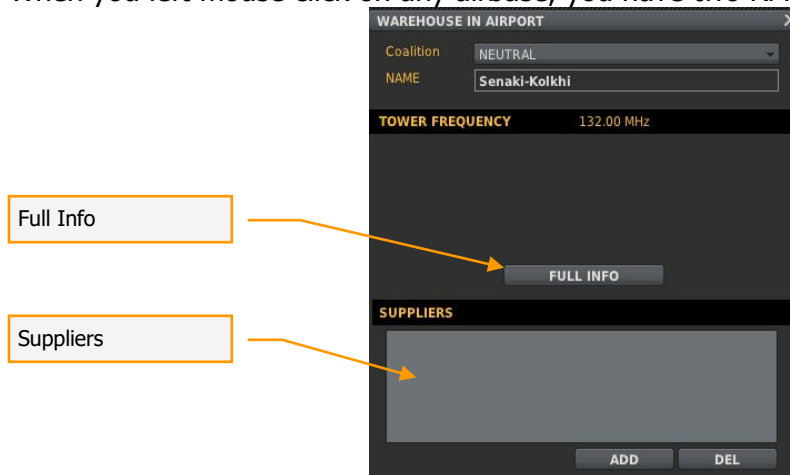 WAREHOUSE IN AIRPORT
Coalition NEUTRAL
NAME Senaki-Kolkhi
TOWER FREQUENCY 132.00 MHz
Full Info
FULL INFO
SUPPLIERS
Suppliers
ADD DEL